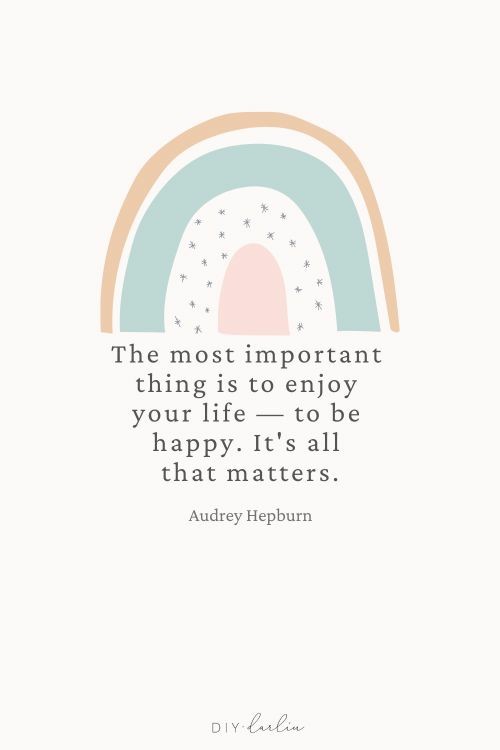 The most important
thing is to enjoy
your life — to be
happy. It's all
that matters.
Audrey Hepburn
DIY·darlin